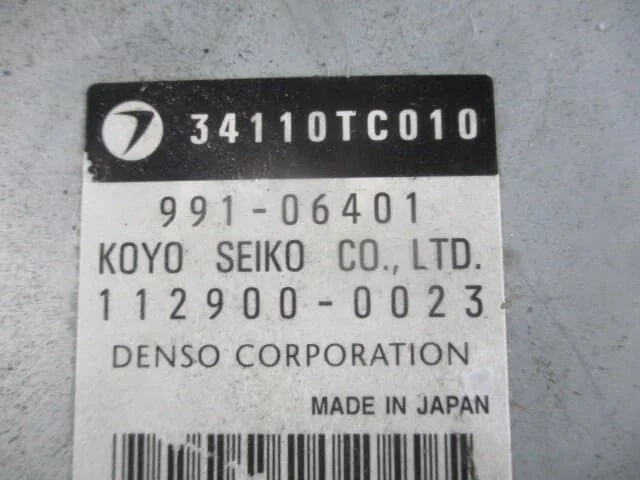 34110TC010
991-06401
KOYO SEIKO CO., LTD.
112900-0023
DENSO CORPORATION
MADE IN JAPAN